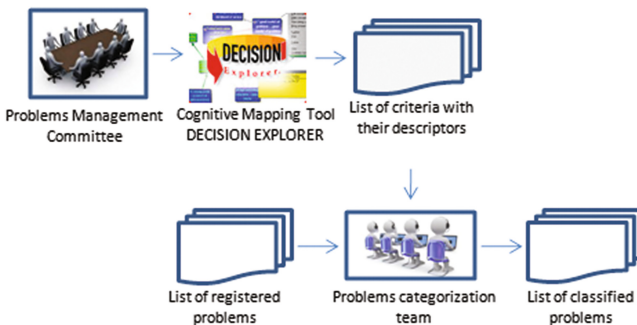 DECISION
Explorer
Problems Management
Committee
Cognitive Mapping Tool
DECISION EXPLORER
List of criteria with
their descriptors
List of registered
problems
Problems categorization
team
List of classified
problems